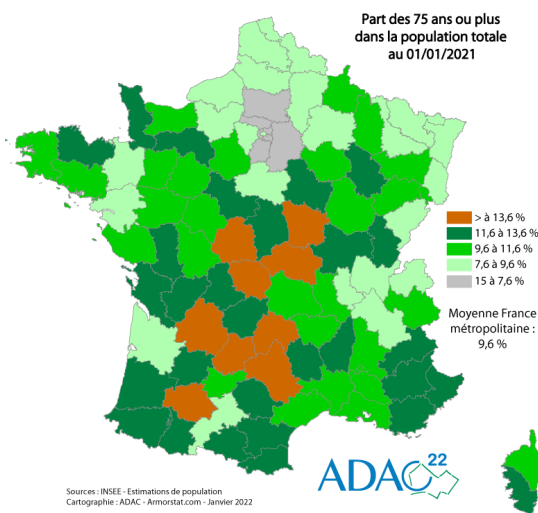 Part des 75 ans ou plus
dans la population totale
au 01/01/2021
> à 13,6 %
11,6 à 13,6 %
9,6 à 11,6 %
7,6 à 9,6 %
15 à 7,6 %
Moyenne France
métropolitaine :
9,6 %
ADAC 22
Sources : INSEE - Estimations de population
Cartographie : ADAC - Armorstat.com - Janvier 2022